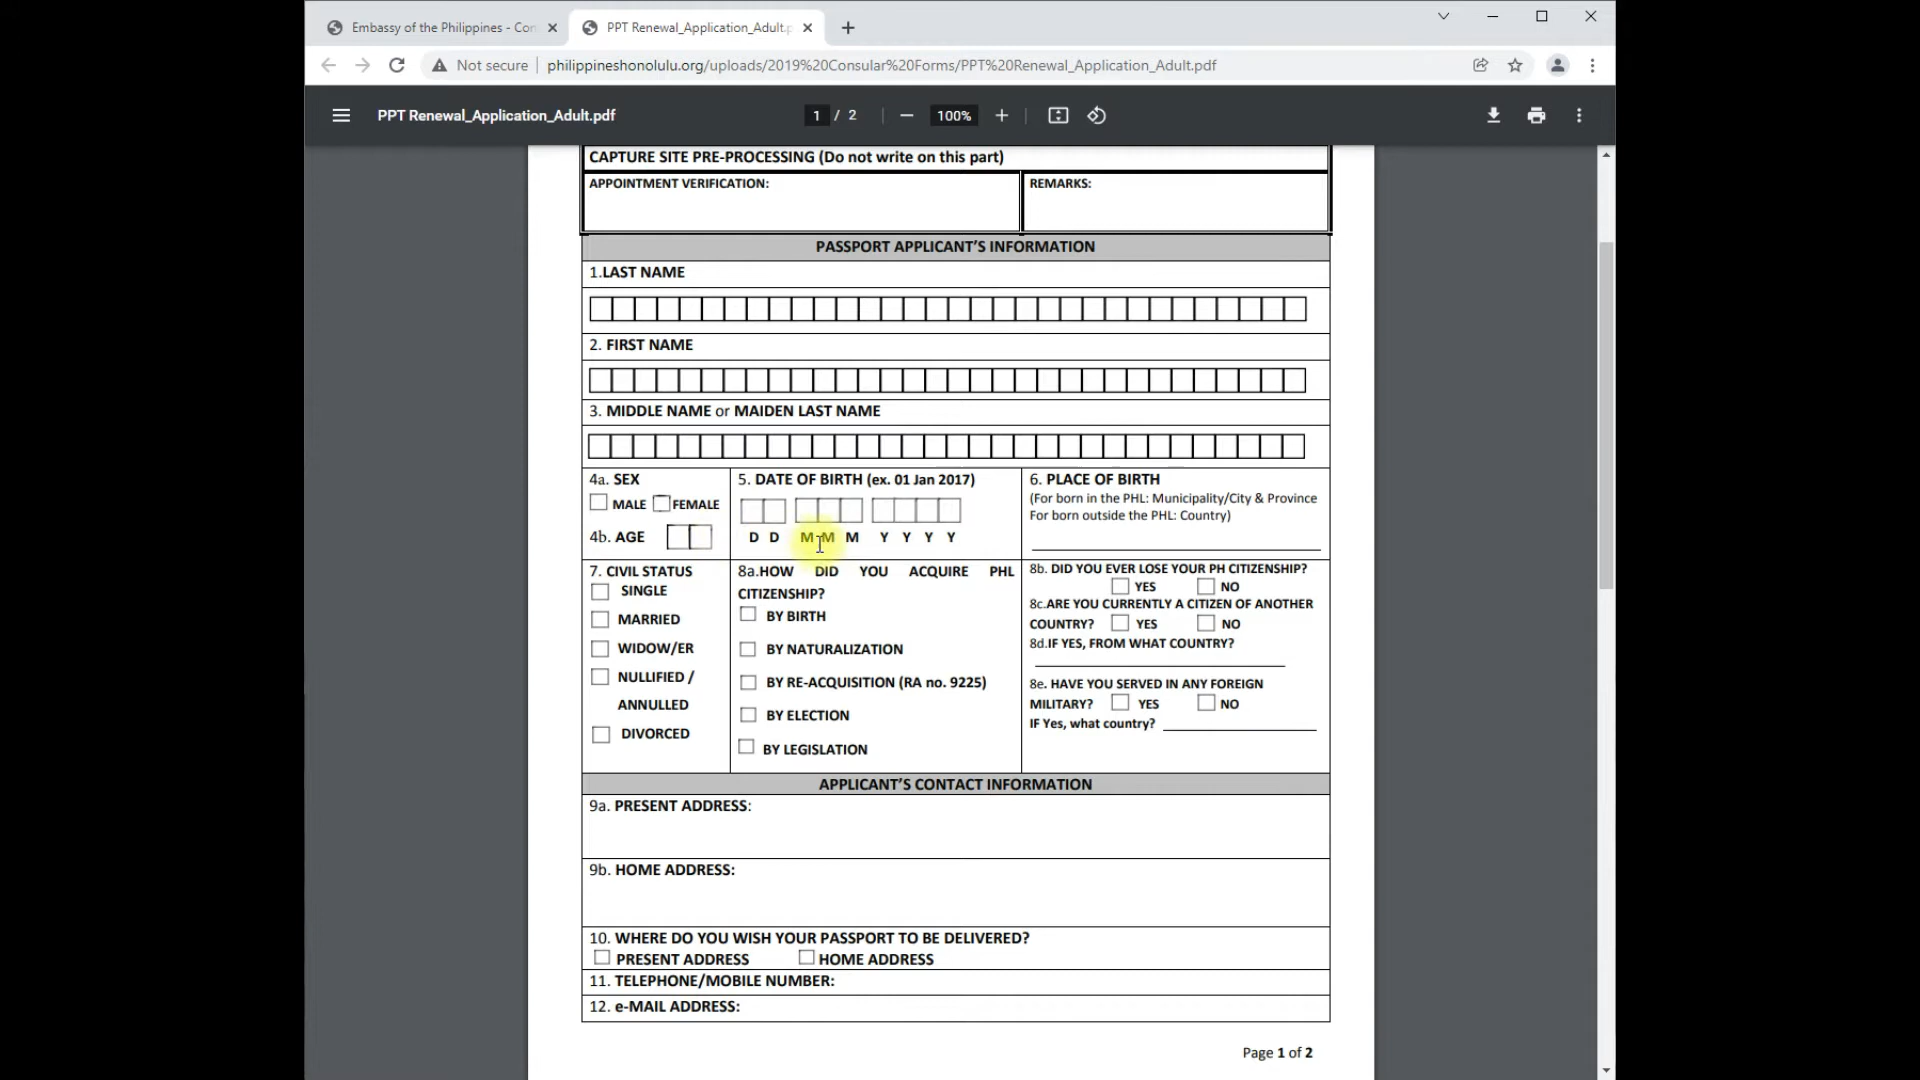 Embassy of the Philippines - Con
PPT Renewal_Application_Adult.p
Not secure
philippineshonolulu.org/uploads/2019%20Consular%20Forms/PPT%20Renewal_Application_Adult.pdf
PPT Renewal_Application_Adult.pdf
1 / 2
100%
CAPTURE SITE PRE-PROCESSING (Do not write on this part)
APPOINTMENT VERIFICATION:
REMARKS:
PASSPORT APPLICANT'S INFORMATION
1.LAST NAME
2. FIRST NAME
3. MIDDLE NAME or MAIDEN LAST NAME
4a. SEX
MALE FEMALE
4b. AGE
5. DATE OF BIRTH (ex. 01 Jan 2017)
D D M M M Y Y Y Y
6. PLACE OF BIRTH
(For born in the PHL: Municipality/City & Province
For born outside the PHL: Country)
7. CIVIL STATUS
SINGLE
MARRIED
WIDOW/ER
NULLIFIED /
ANNULLED
DIVORCED
8a.HOW DID YOU ACQUIRE PHL
CITIZENSHIP?
BY BIRTH
BY NATURALIZATION
BY RE-ACQUISITION (RA no. 9225)
BY ELECTION
BY LEGISLATION
8b. DID YOU EVER LOSE YOUR PH CITIZENSHIP?
YES NO
8c.ARE YOU CURRENTLY A CITIZEN OF ANOTHER
COUNTRY? YES NO
8d.IF YES, FROM WHAT COUNTRY?
8e. HAVE YOU SERVED IN ANY FOREIGN
MILITARY? YES NO
IF Yes, what country?
APPLICANT'S CONTACT INFORMATION
9a. PRESENT ADDRESS:
9b. HOME ADDRESS:
10. WHERE DO YOU WISH YOUR PASSPORT TO BE DELIVERED?
PRESENT ADDRESS HOME ADDRESS
11. TELEPHONE/MOBILE NUMBER:
12. e-MAIL ADDRESS:
Page 1 of 2